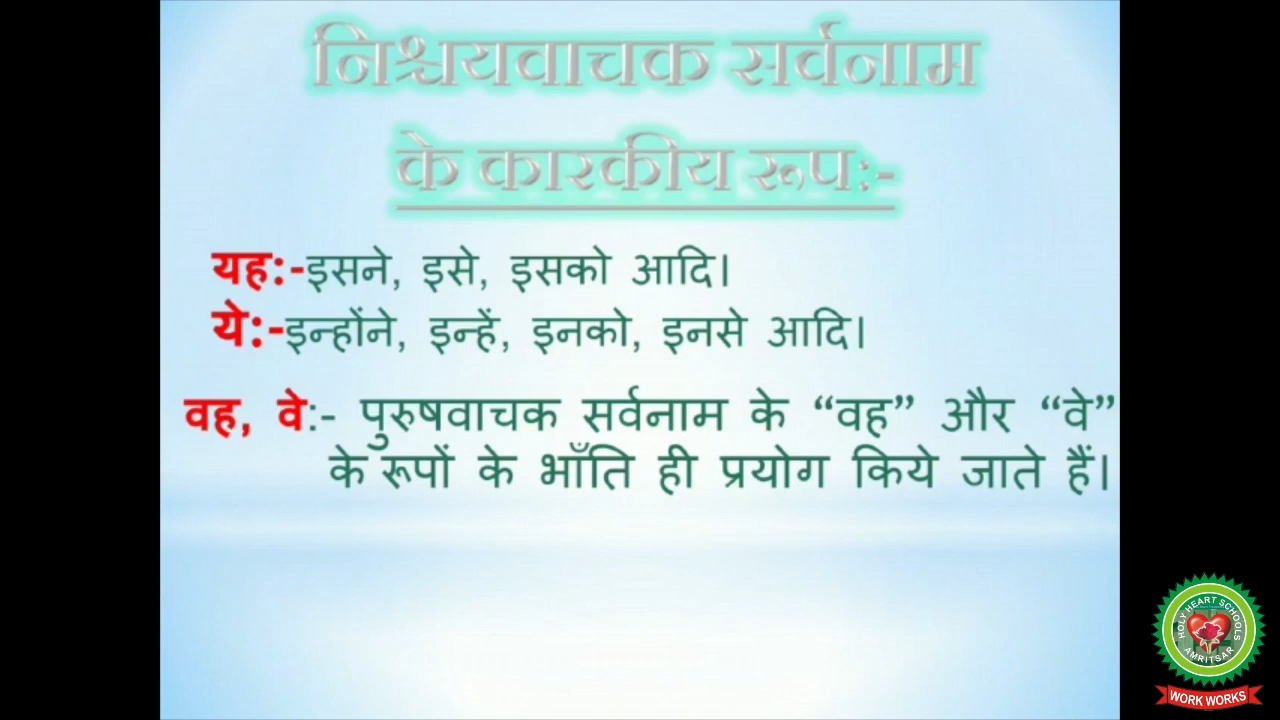 निश्चयवाचक सर्वनाम
के कारकीय रूप:-
यह:-इसने, इसे, इसको आदि।
ये:-इन्होंने, इन्हें, इनको, इनसे आदि।
वह, वे:- पुरुषवाचक सर्वनाम के “वह” और “वे”
के रूपों के भाँति ही प्रयोग किये जाते हैं।
HOLY HEART SCHOOLS
AMRITSAR
WORK WORKS